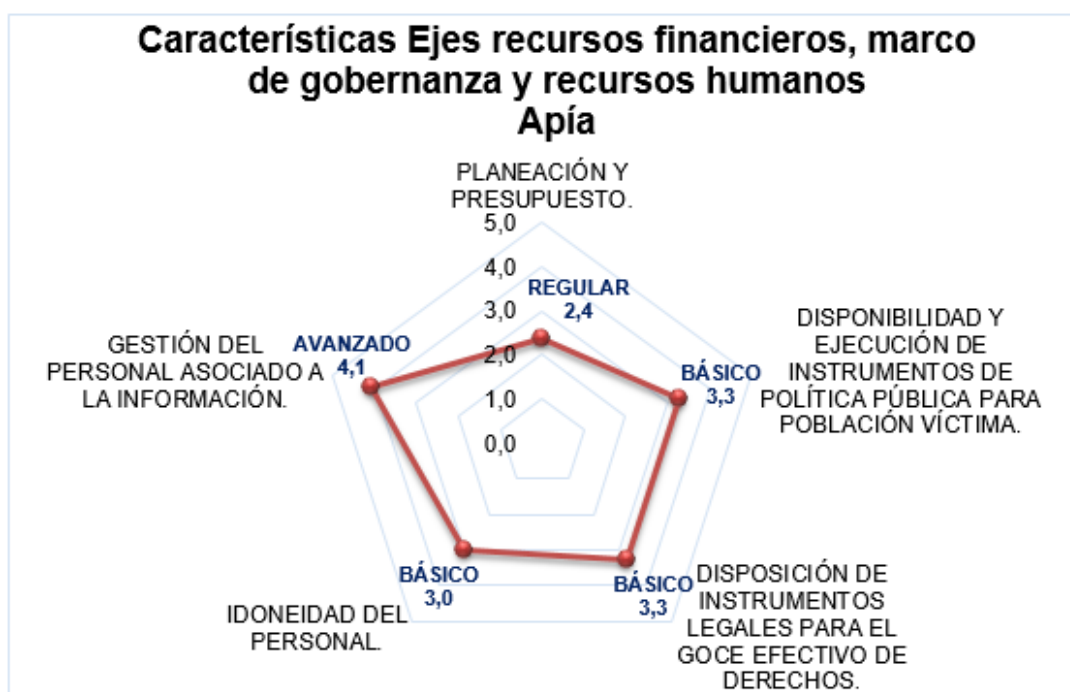 Características Ejes recursos financieros, marco
de gobernanza y recursos humanos
Apía
PLANEACIÓN Y
PRESUPUESTO.
5,0
4,0
3,0
2,0
1,0
0,0
REGULAR
2,4
DISPONIBILIDAD Y
EJECUCIÓN DE
INSTRUMENTOS DE
POLÍTICA PÚBLICA PARA
POBLACIÓN VÍCTIMA.
BÁSICO
3,3
DISPOSICIÓN DE
INSTRUMENTOS
LEGALES PARA EL
GOCE EFECTIVO DE
DERECHOS.
BÁSICO
3,3
IDONEIDAD DEL
PERSONAL.
BÁSICO
3,0
GESTIÓN DEL
PERSONAL ASOCIADO A
LA INFORMACIÓN.
AVANZADO
4,1